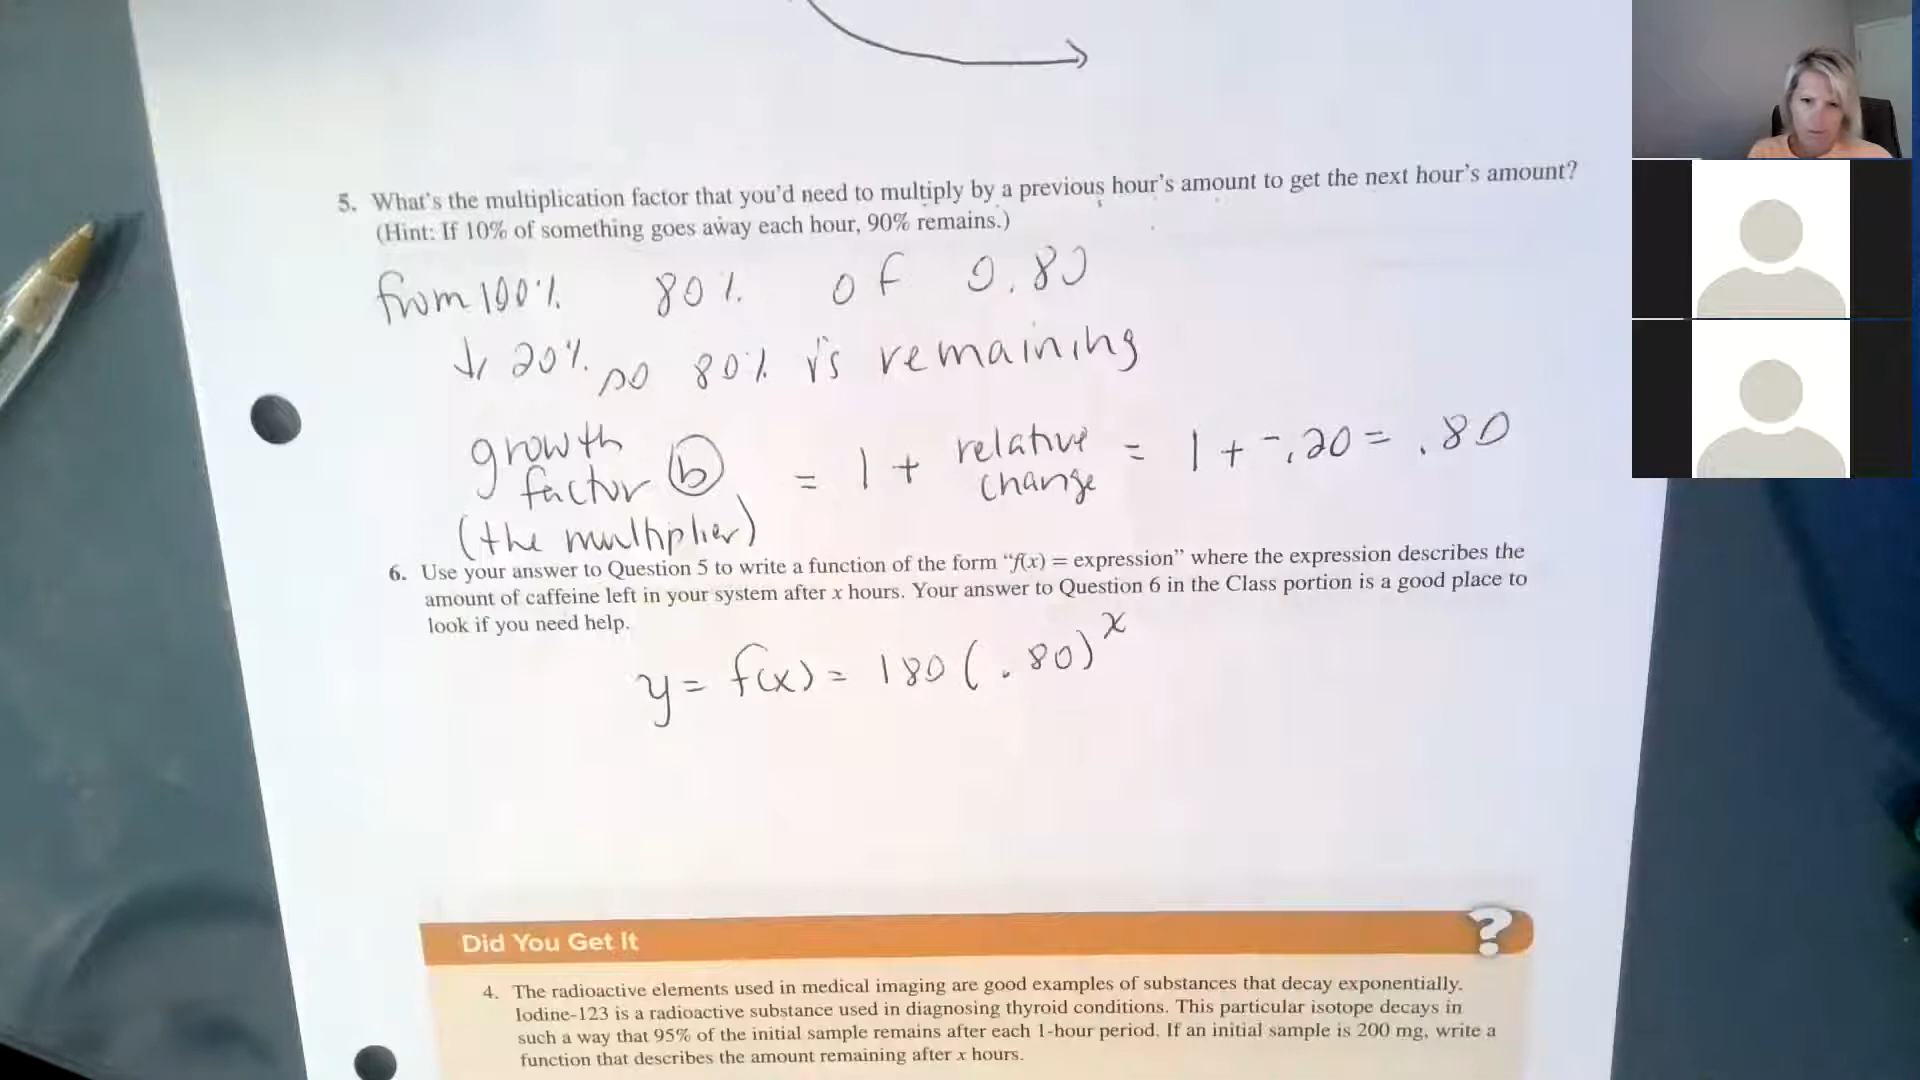 5. What's the multiplication factor that you'd need to multiply by a previous hour's amount to get the next hour's amount?
(Hint: If 10% of something goes away each hour, 90% remains.)
from 100% 80% of 0.80
↓ 20% so 80% is remaining
growth factor b = 1 + relative change = 1 + -.20 = .80
(the multiplier)
6. Use your answer to Question 5 to write a function of the form “f(x) = expression” where the expression describes the
amount of caffeine left in your system after x hours. Your answer to Question 6 in the Class portion is a good place to
look if you need help.
y = f(x) = 180 (.80)^x
Did You Get It ?
4. The radioactive elements used in medical imaging are good examples of substances that decay exponentially.
Iodine-123 is a radioactive substance used in diagnosing thyroid conditions. This particular isotope decays in
such a way that 95% of the initial sample remains after each 1-hour period. If an initial sample is 200 mg, write a
function that describes the amount remaining after x hours.